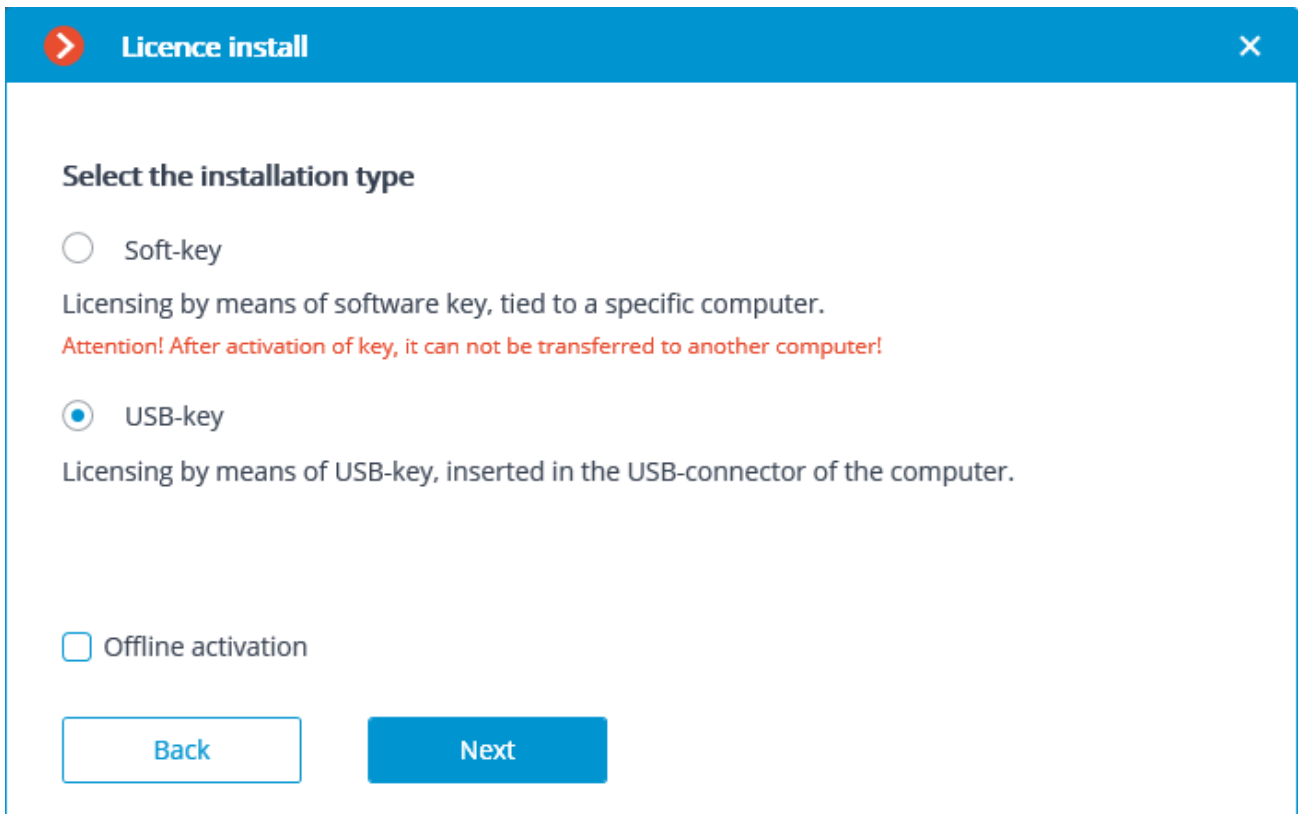 Licence install
Select the installation type
Soft-key
Licensing by means of software key, tied to a specific computer.
Attention! After activation of key, it can not be transferred to another computer!
USB-key
Licensing by means of USB-key, inserted in the USB-connector of the computer.
Offline activation
Back
Next